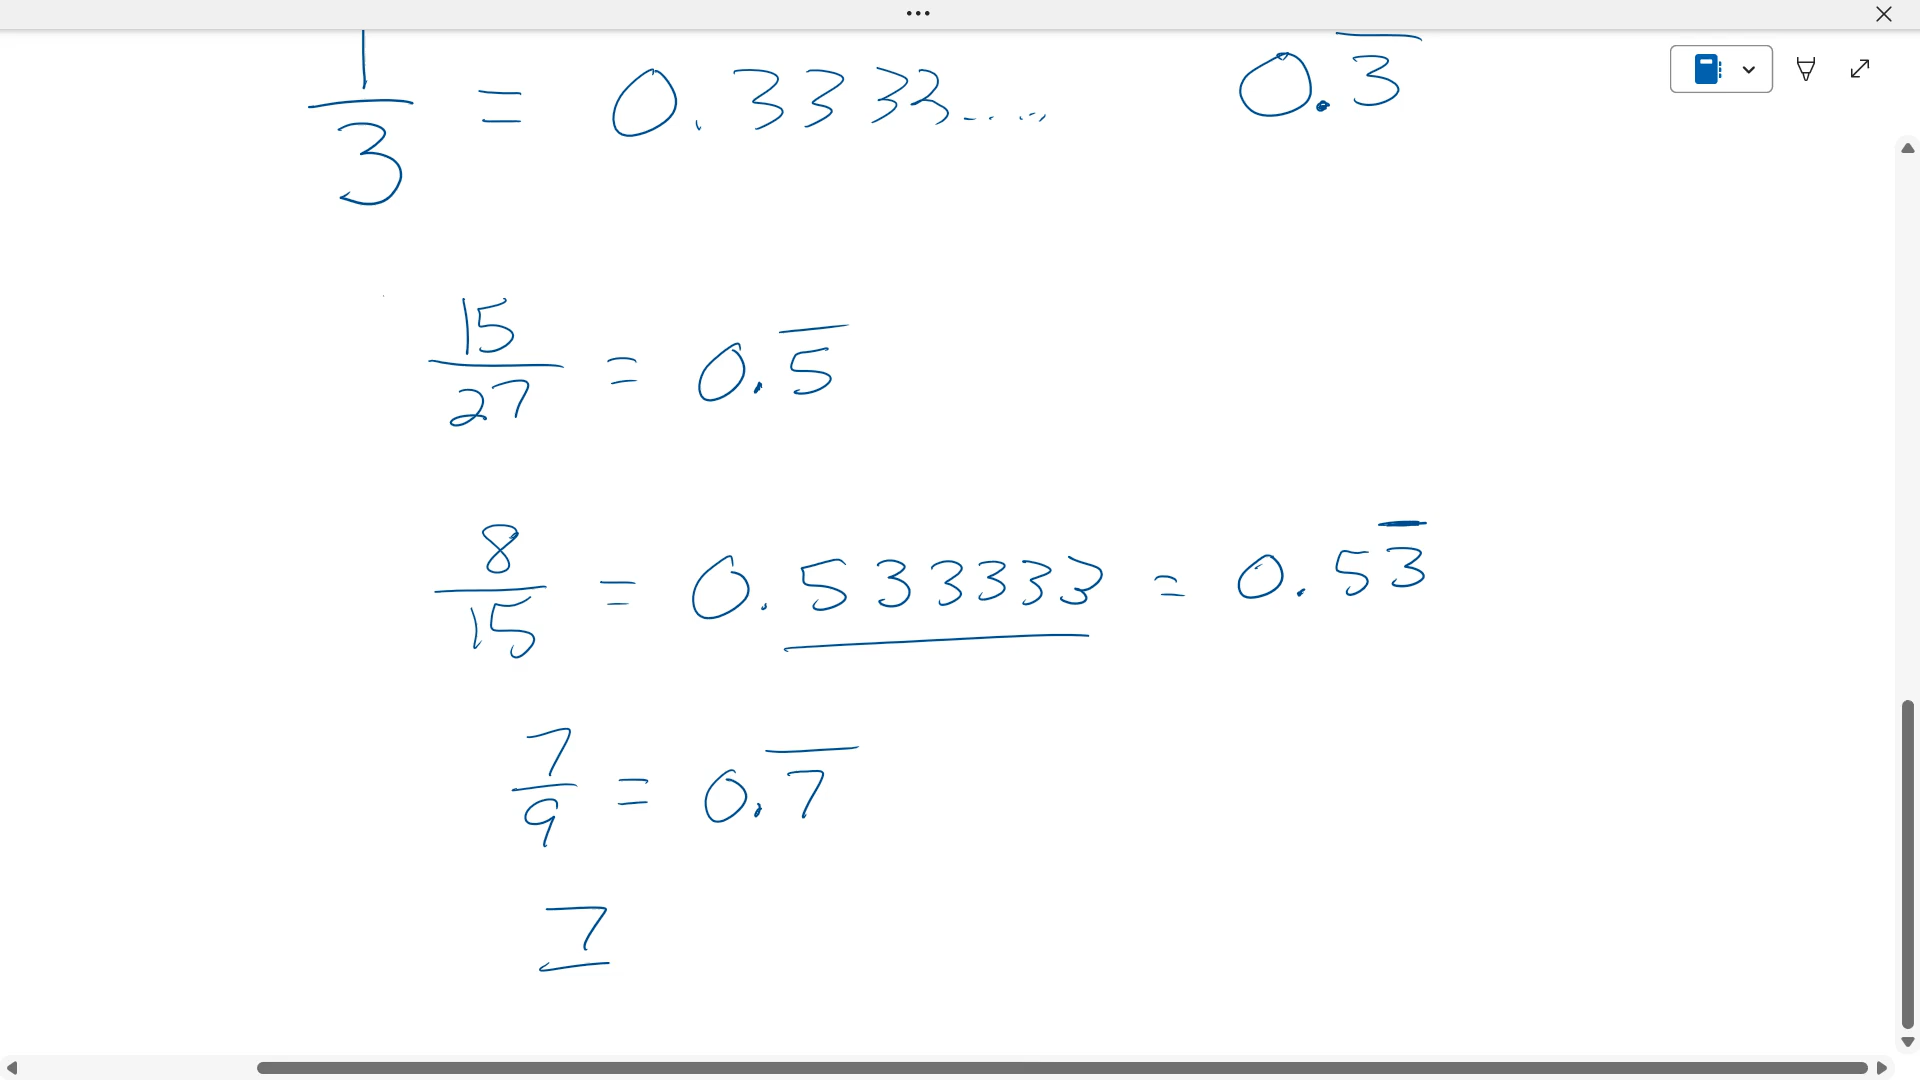 1/3 = 0.3333..... 0.3̅
15/27 = 0.5̅
8/15 = 0.533333 = 0.53̅
7/9 = 0.7̅
7